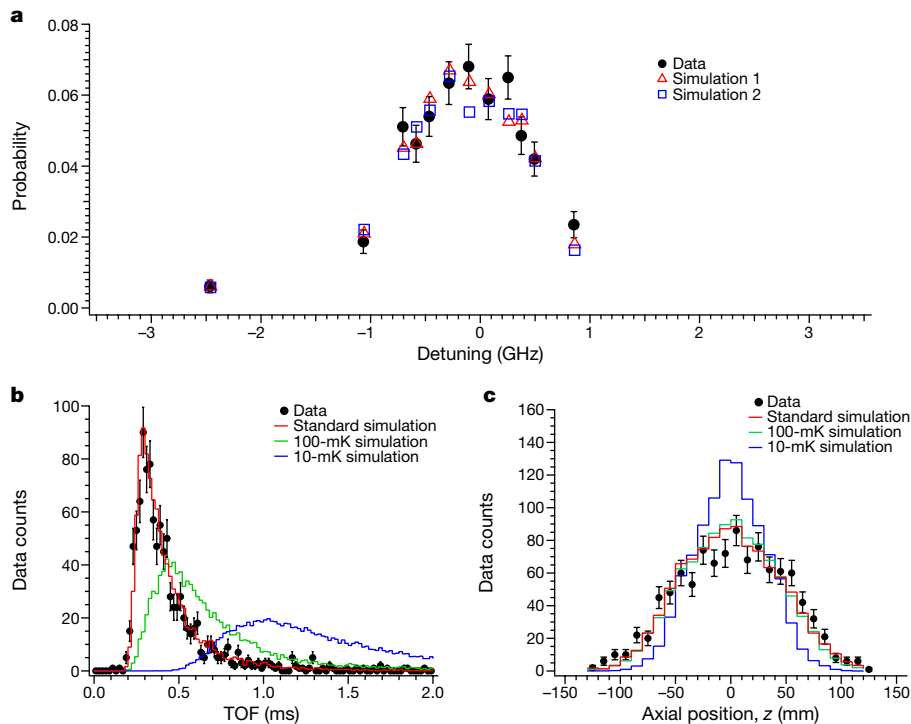 a
0.08
0.06
0.04
0.02
0.00
Probability
Data
Simulation 1
Simulation 2
−3 −2 −1 0 1 2 3
Detuning (GHz)
b
100
80
60
40
20
0
Data counts
Data
Standard simulation
100-mK simulation
10-mK simulation
0.0 0.5 1.0 1.5 2.0
TOF (ms)
c
160
140
120
100
80
60
40
20
0
Data counts
Data
Standard simulation
100-mK simulation
10-mK simulation
−150 −100 −50 0 50 100 150
Axial position, z (mm)